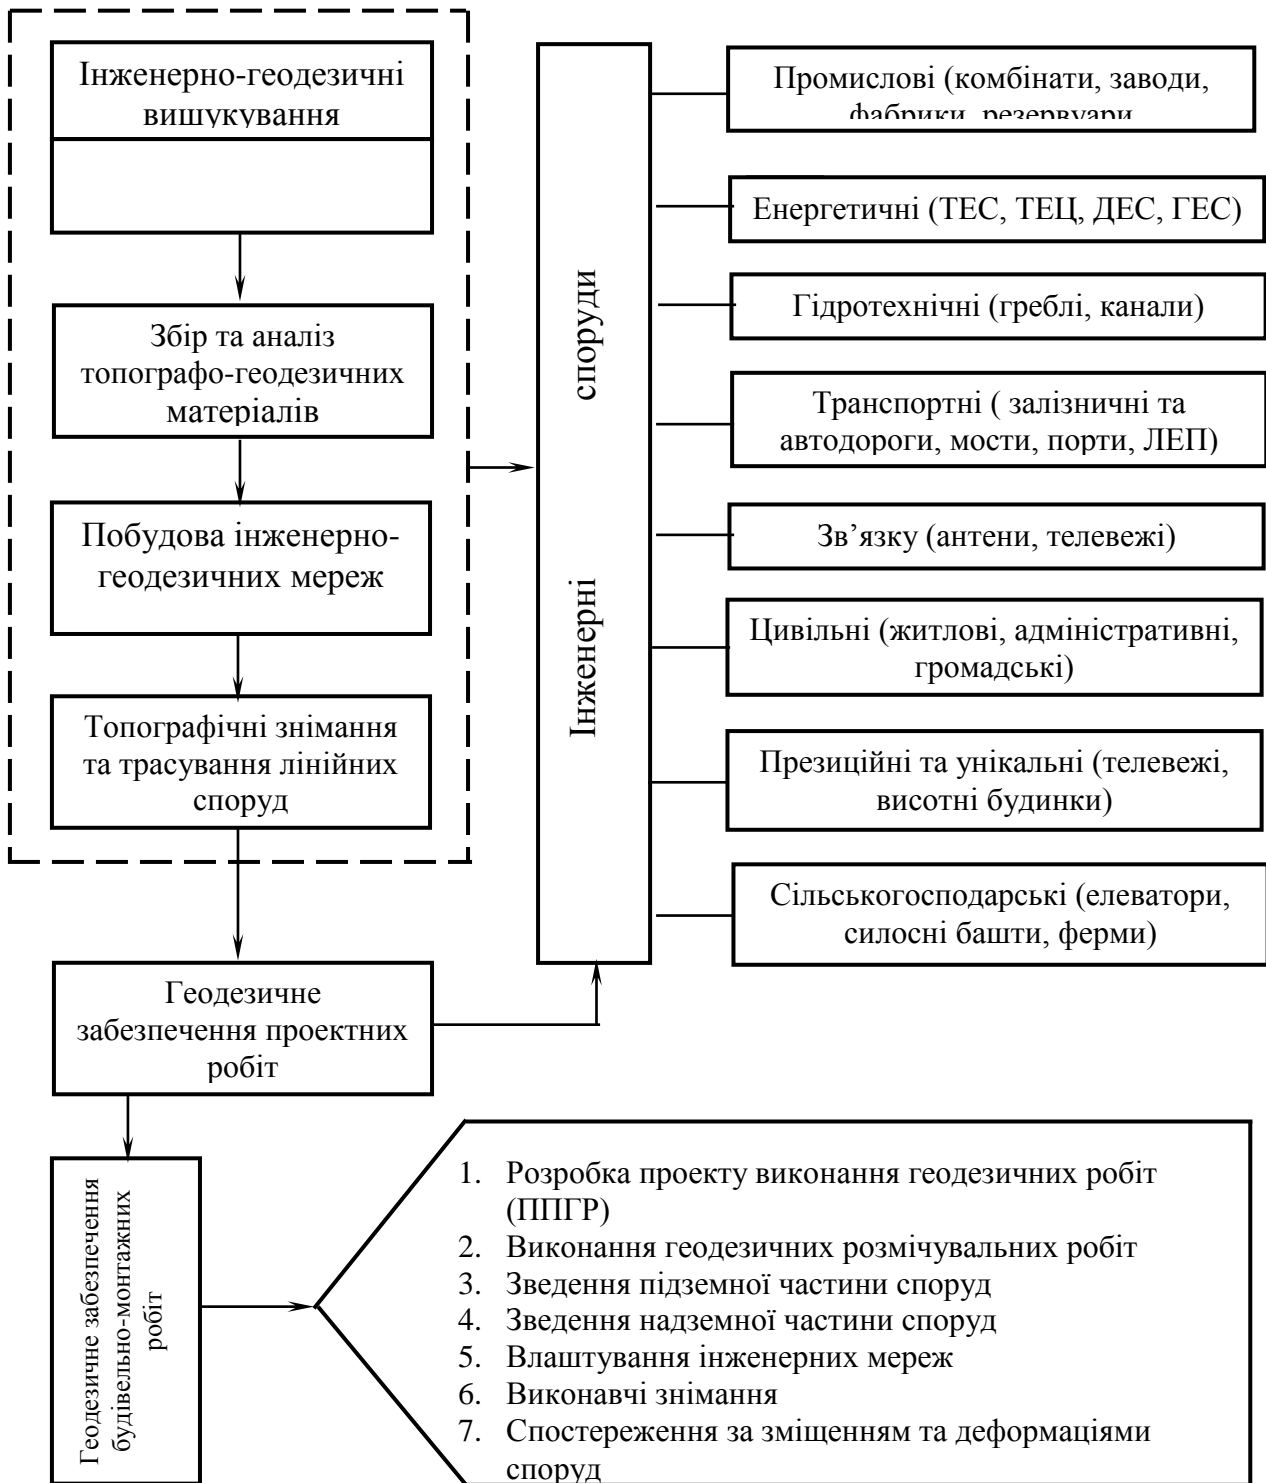 Інженерно-геодезичні
вишукування
Збір та аналіз
топографо-геодезичних
матеріалів
Побудова інженерно-
геодезичних мереж
Топографічні знімання
та трасування лінійних
споруд
Геодезичне
забезпечення проектних
робіт
Геодезичне забезпечення
будівельно-монтажних
робіт
Інженерні споруди
Промислові (комбінати, заводи,
фабрики, резервуари
Енергетичні (ТЕС, ТЕЦ, ДЕС, ГЕС)
Гідротехнічні (греблі, канали)
Транспортні ( залізничні та
автодороги, мости, порти, ЛЕП)
Зв’язку (антени, телевежі)
Цивільні (житлові, адміністративні,
громадські)
Презиційні та унікальні (телевежі,
висотні будинки)
Сільськогосподарські (елеватори,
силосні башти, ферми)
1. Розробка проекту виконання геодезичних робіт
(ППГР)
2. Виконання геодезичних розмічувальних робіт
3. Зведення підземної частини споруд
4. Зведення надземної частини споруд
5. Влаштування інженерних мереж
6. Виконавчі знімання
7. Спостереження за зміщенням та деформаціями
споруд